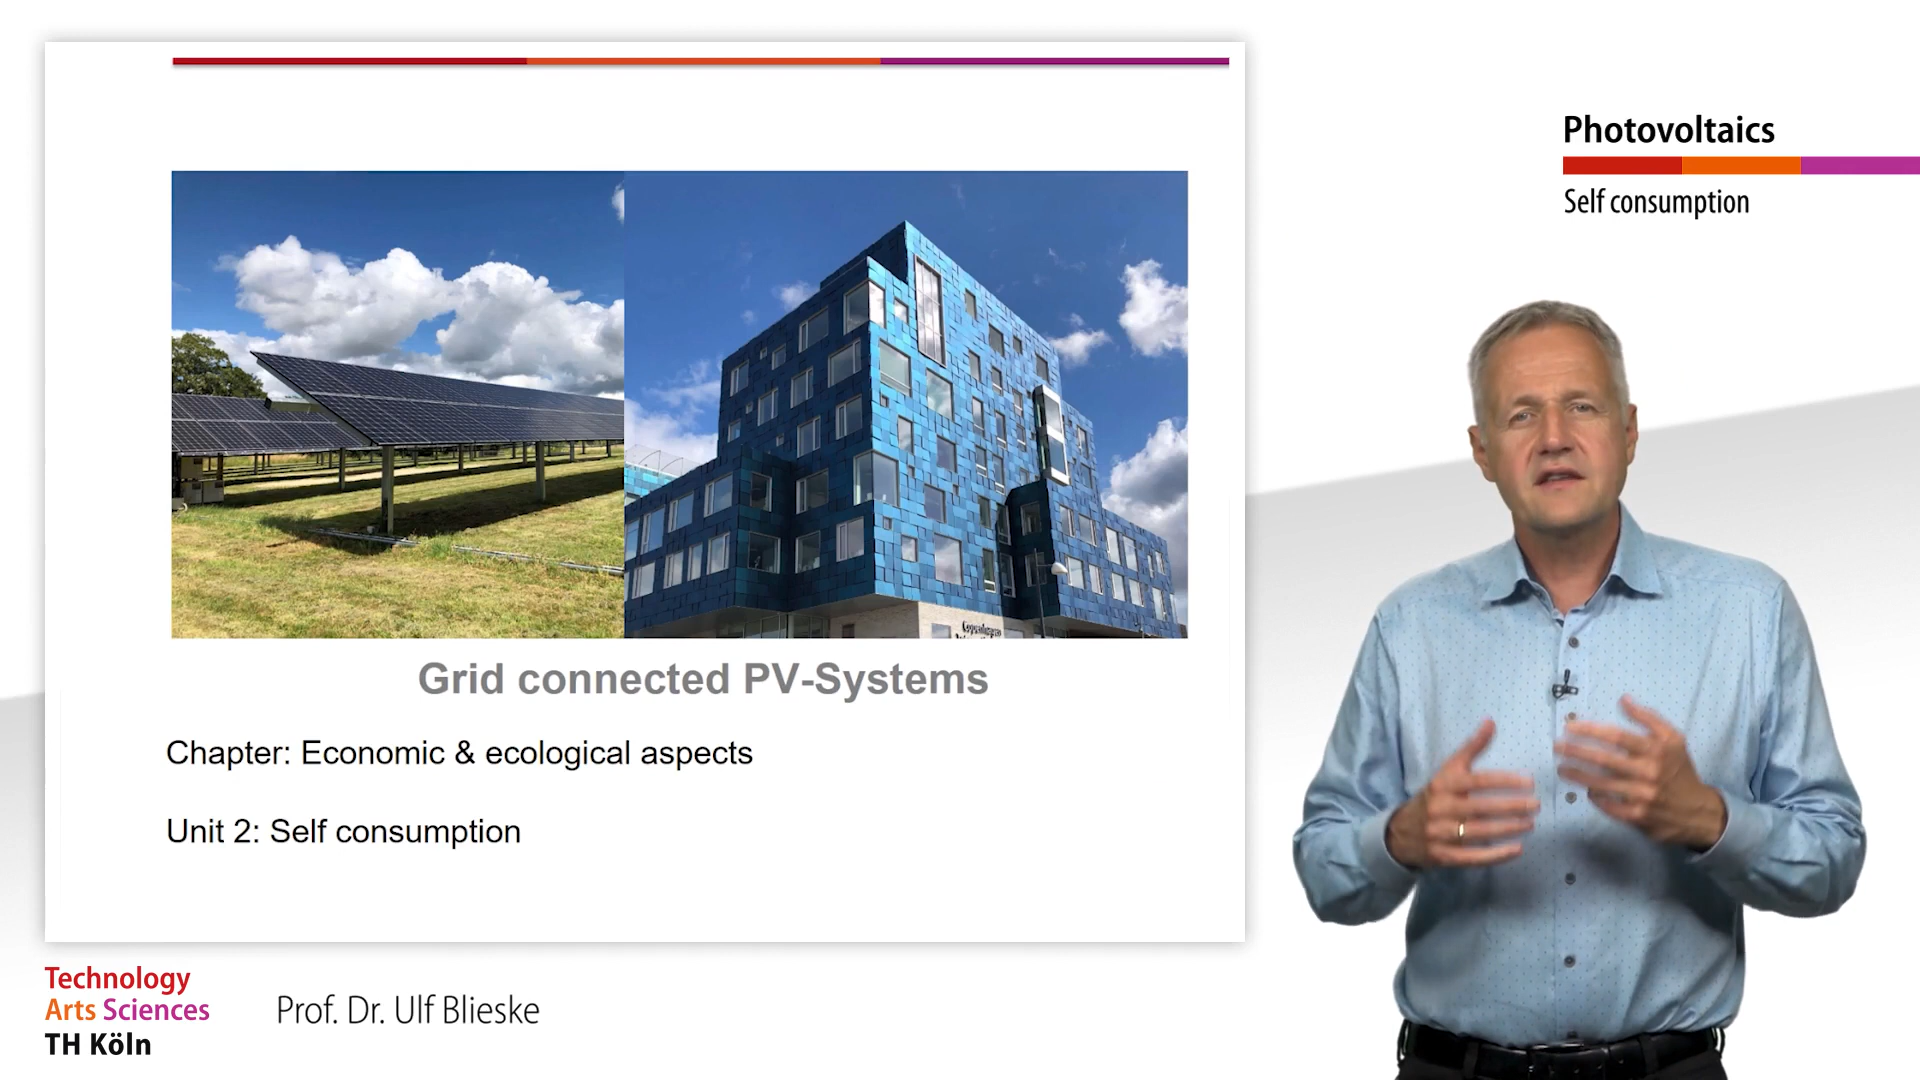 Photovoltaics
Self consumption
Copenhagen
Grid connected PV-Systems
Chapter: Economic & ecological aspects
Unit 2: Self consumption
Technology
Arts Sciences
TH Köln
Prof. Dr. Ulf Blieske